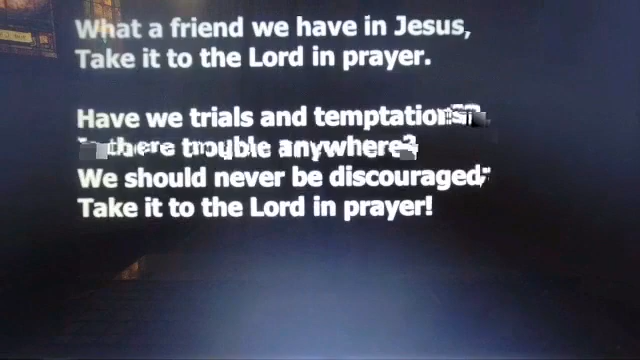 What a friend we have in Jesus,
Take it to the Lord in prayer.
Have we trials and temptations?
there trouble anywhere?
We should never be discouraged,
Take it to the Lord in prayer!